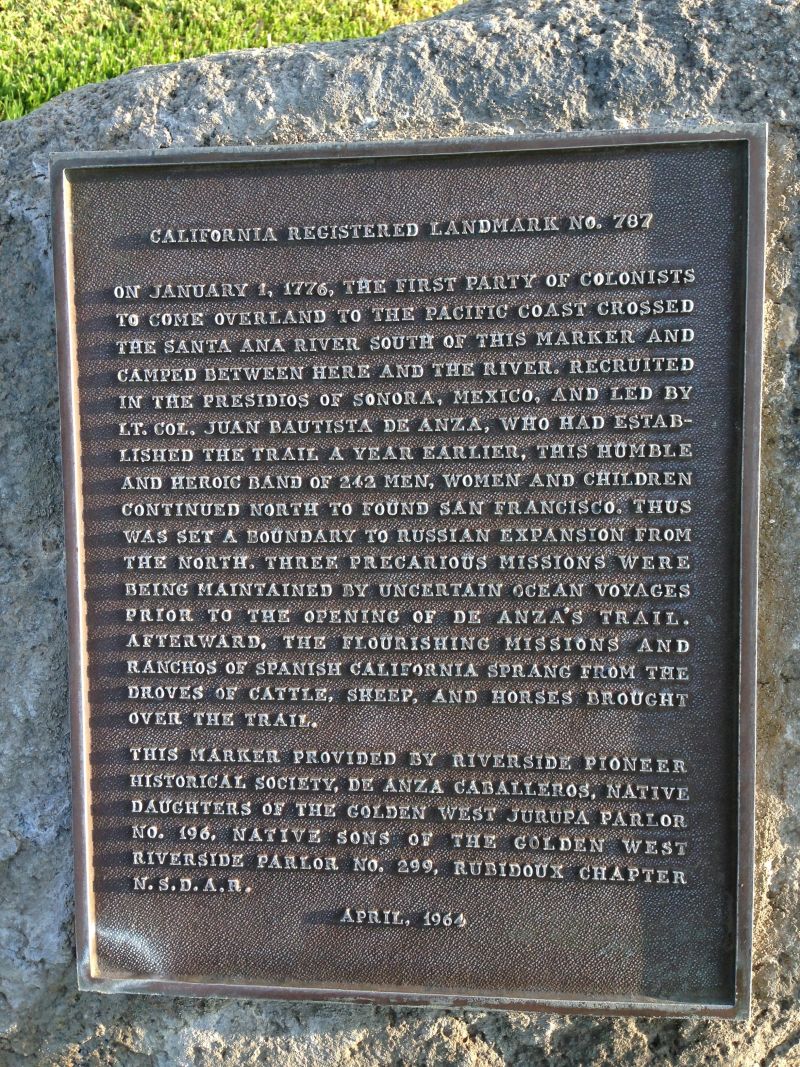 CALIFORNIA REGISTERED LANDMARK NO. 787
ON JANUARY 1, 1776, THE FIRST PARTY OF COLONISTS
TO COME OVERLAND TO THE PACIFIC COAST CROSSED
THE SANTA ANA RIVER SOUTH OF THIS MARKER AND
CAMPED BETWEEN HERE AND THE RIVER. RECRUITED
IN THE PRESIDIOS OF SONORA, MEXICO, AND LED BY
LT. COL. JUAN BAUTISTA DE ANZA, WHO HAD ESTAB-
LISHED THE TRAIL A YEAR EARLIER, THIS HUMBLE
AND HEROIC BAND OF 242 MEN, WOMEN AND CHILDREN
CONTINUED NORTH TO FOUND SAN FRANCISCO. THUS
WAS SET A BOUNDARY TO RUSSIAN EXPANSION FROM
THE NORTH. THREE PRECARIOUS MISSIONS WERE
BEING MAINTAINED BY UNCERTAIN OCEAN VOYAGES
PRIOR TO THE OPENING OF DE ANZA'S TRAIL.
AFTERWARD, THE FLOURISHING MISSIONS AND
RANCHOS OF SPANISH CALIFORNIA SPRANG FROM THE
DROVES OF CATTLE, SHEEP, AND HORSES BROUGHT
OVER THE TRAIL.
THIS MARKER PROVIDED BY RIVERSIDE PIONEER
HISTORICAL SOCIETY, DE ANZA CABALLEROS, NATIVE
DAUGHTERS OF THE GOLDEN WEST JURUPA PARLOR
NO. 196, NATIVE SONS OF THE GOLDEN WEST
RIVERSIDE PARLOR NO. 299, RUBIDOUX CHAPTER
N.S.D.A.R.
APRIL, 1964